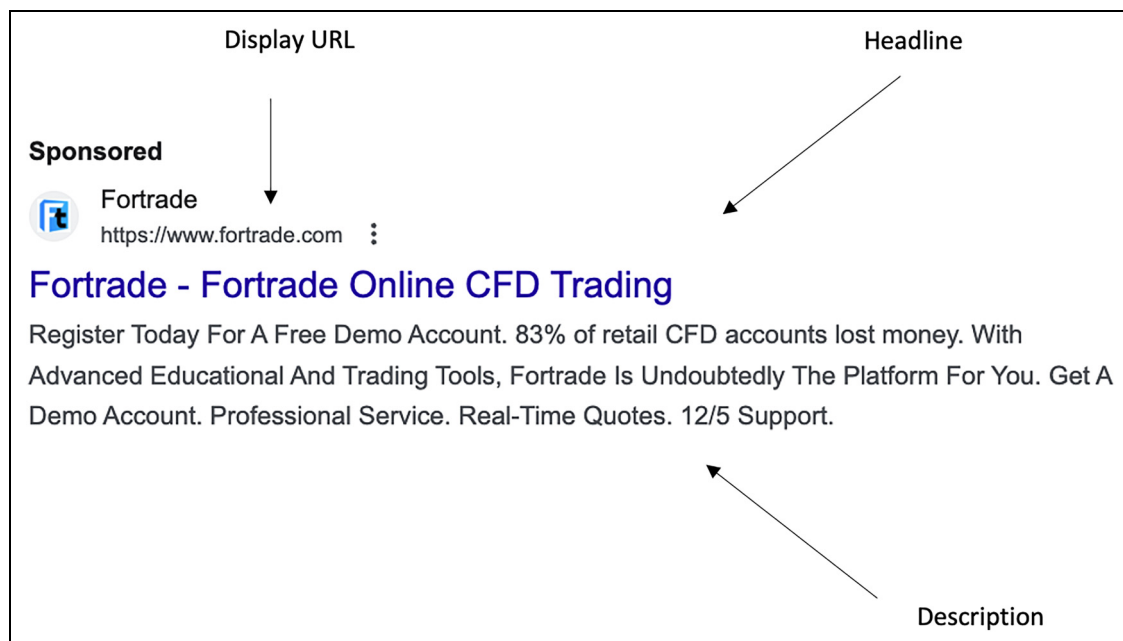 Display URL
Headline
Sponsored
Ft
Fortrade
https://www.fortrade.com
Fortrade - Fortrade Online CFD Trading
Register Today For A Free Demo Account. 83% of retail CFD accounts lost money. With
Advanced Educational And Trading Tools, Fortrade Is Undoubtedly The Platform For You. Get A
Demo Account. Professional Service. Real-Time Quotes. 12/5 Support.
Description